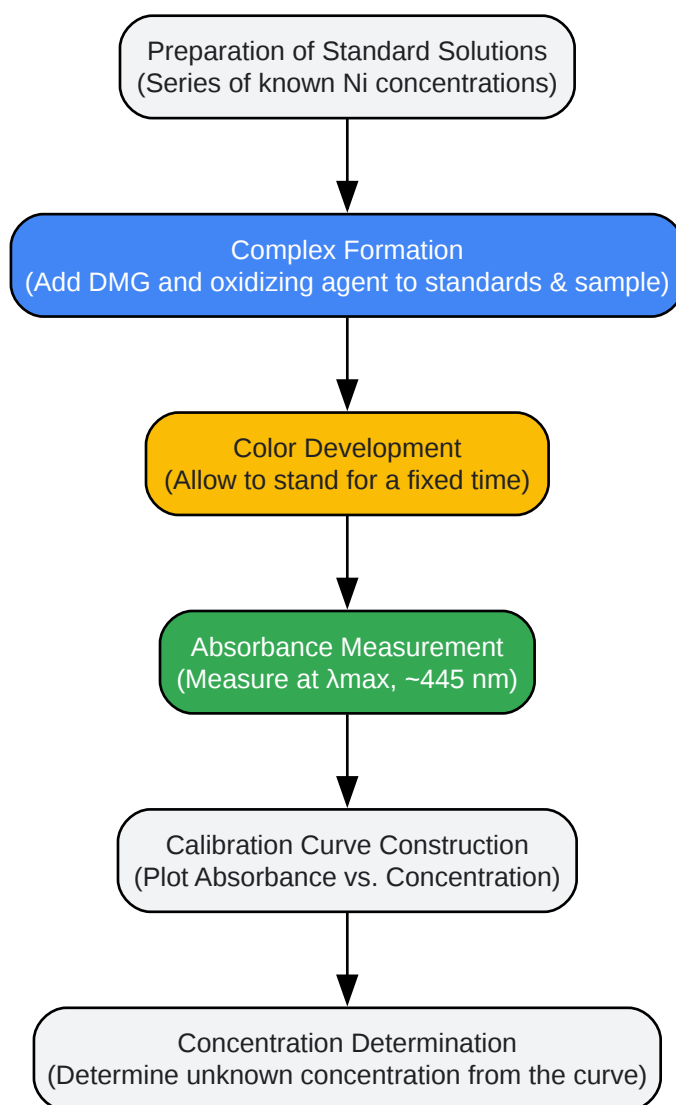 Preparation of Standard Solutions
(Series of known Ni concentrations)
Complex Formation
(Add DMG and oxidizing agent to standards & sample)
Color Development
(Allow to stand for a fixed time)
Absorbance Measurement
(Measure at λmax, ~445 nm)
Calibration Curve Construction
(Plot Absorbance vs. Concentration)
Concentration Determination
(Determine unknown concentration from the curve)